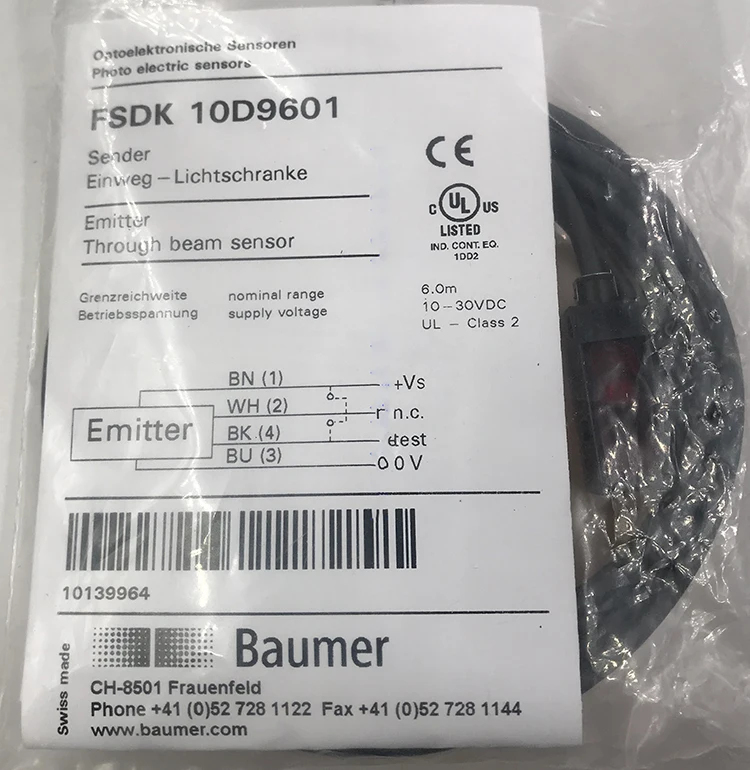 Optoelektronische Sensoren
Photo electric sensors
FSDK 10D9601
Sender
Einweg – Lichtschranke
Emitter
Through beam sensor
CE
C UL US
LISTED
IND. CONT. EQ.
1DD2
Grenzreichweite nominal range 6.0m
Betriebsspannung supply voltage 10-30VDC
UL - Class 2
BN (1) +Vs
WH (2) n.c.
Emitter
BK (4) test
BU (3) 0V
10139964
Swiss made
Baumer
CH-8501 Frauenfeld
Phone +41 (0)52 728 1122 Fax +41 (0)52 728 1144
www.baumer.com